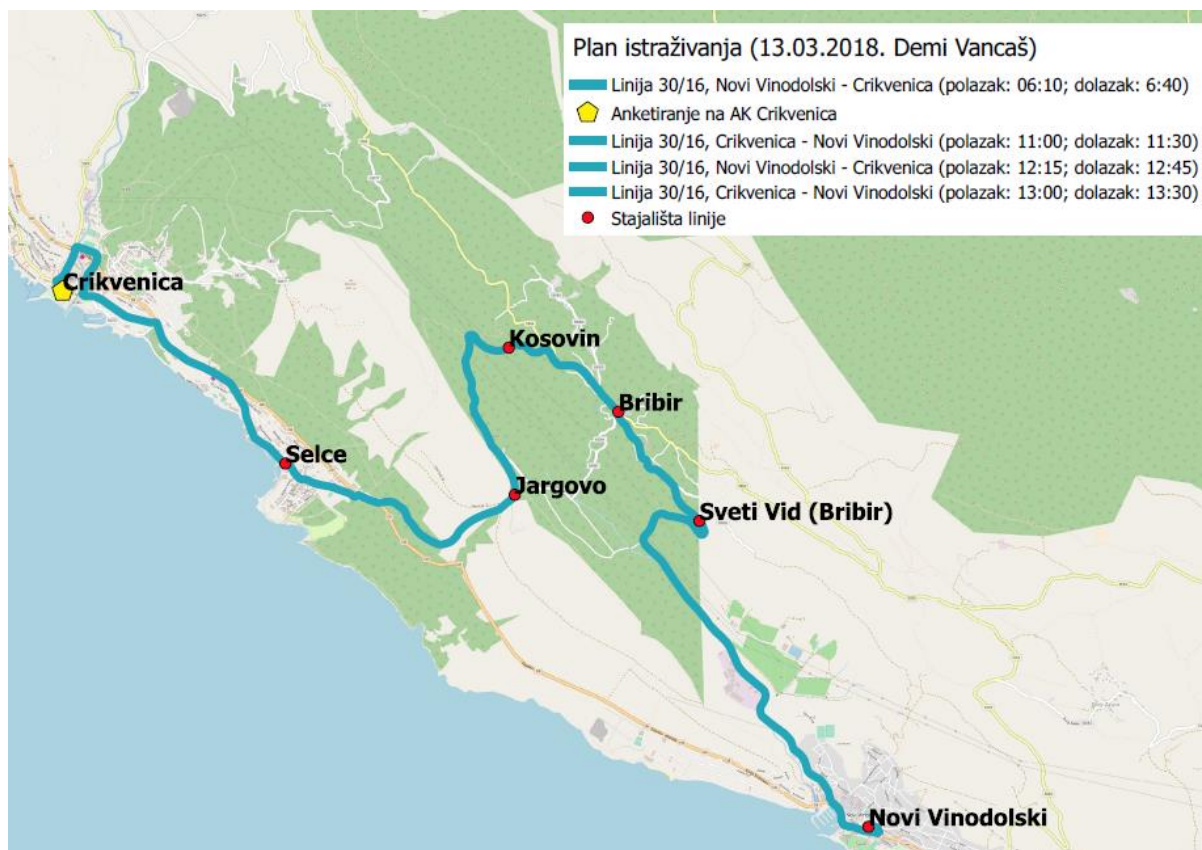 Plan istraživanja (13.03.2018. Demi Vancaš)
Linija 30/16, Novi Vinodolski - Crikvenica (polazak: 06:10; dolazak: 6:40)
Anketiranje na AK Crikvenica
Linija 30/16, Crikvenica - Novi Vinodolski (polazak: 11:00; dolazak: 11:30)
Linija 30/16, Novi Vinodolski - Crikvenica (polazak: 12:15; dolazak: 12:45)
Linija 30/16, Crikvenica - Novi Vinodolski (polazak: 13:00; dolazak: 13:30)
Stajališta linije
Crikvenica
Kosovin
Bribir
Selce
Jargovo
Sveti Vid (Bribir)
Novi Vinodolski